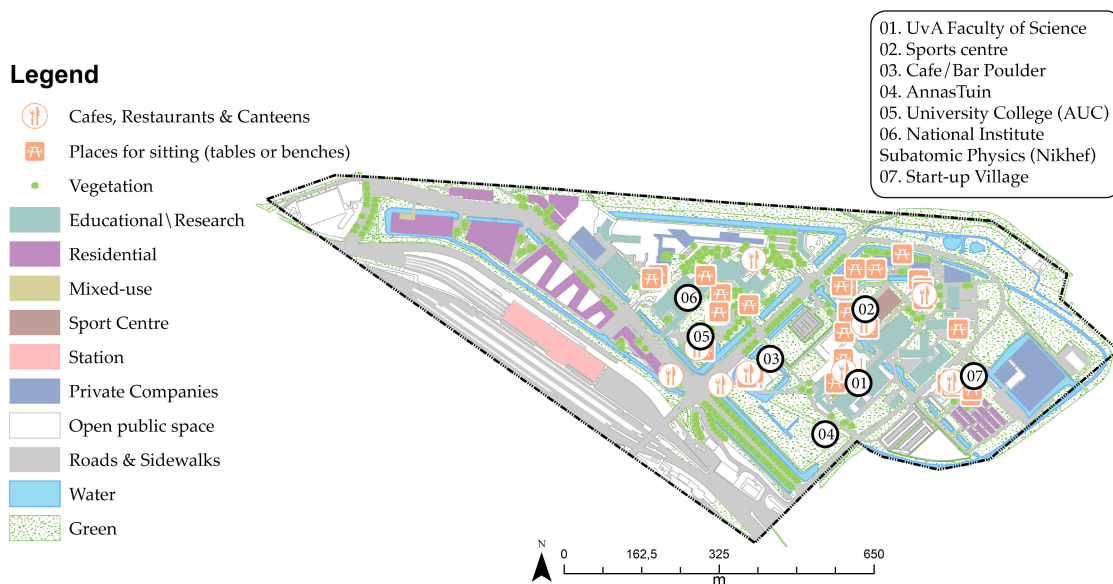 01. UvA Faculty of Science
02. Sports centre
03. Cafe/Bar Poulder
04. AnnasTuin
05. University College (AUC)
06. National Institute
Subatomic Physics (Nikhef)
07. Start-up Village
Legend
Cafes, Restaurants & Canteens
Places for sitting (tables or benches)
Vegetation
Educational\Research
Residential
Mixed-use
Sport Centre
Station
Private Companies
Open public space
Roads & Sidewalks
Water
Green
06
02
05
03
07
01
04
N
0 162,5 325 650
m